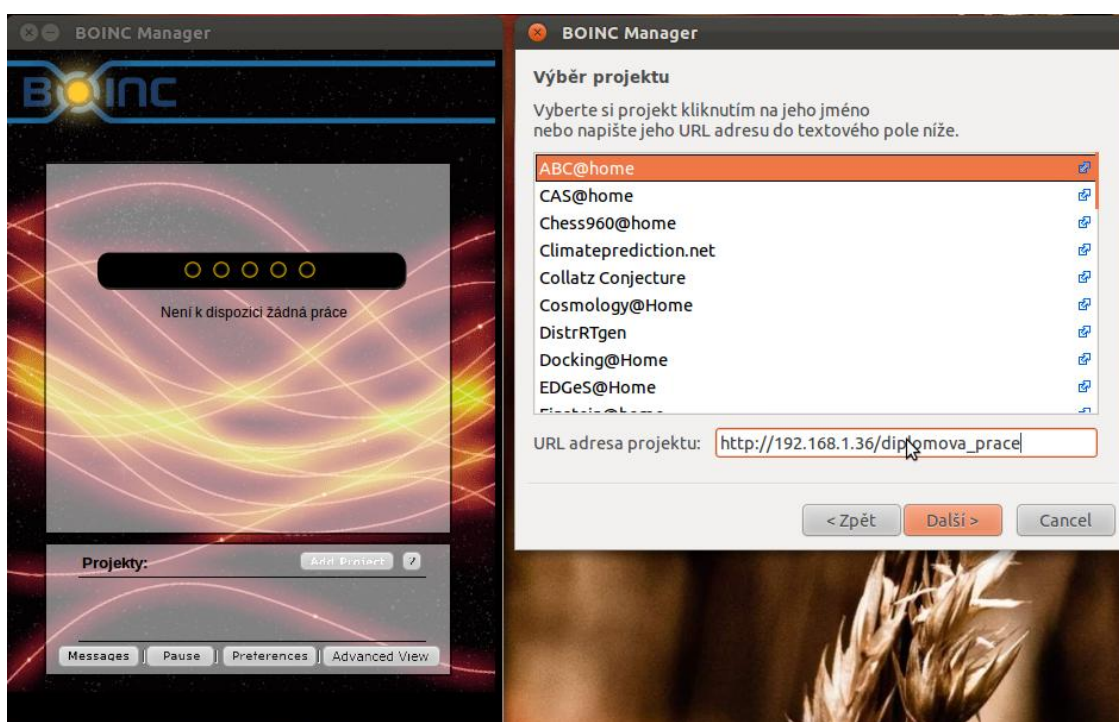 BOINC Manager
BOINC
Není k dispozici žádná práce
Projekty:
Add Project
?
Messages
Pause
Preferences
Advanced View
BOINC Manager
Výběr projektu
Vyberte si projekt kliknutím na jeho jméno
nebo napište jeho URL adresu do textového pole níže.
ABC@home
CAS@home
Chess960@home
Climateprediction.net
Collatz Conjecture
Cosmology@Home
DistrRTgen
Docking@Home
EDGeS@Home
URL adresa projektu:
http://192.168.1.36/diplomova_prace
< Zpět
Další >
Cancel